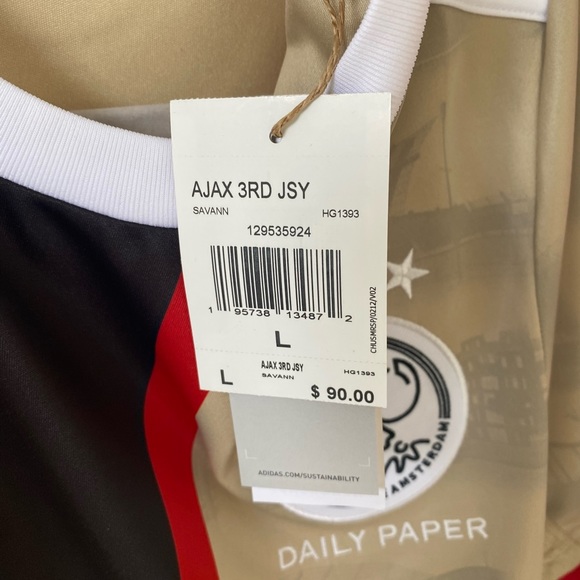 AJAX 3RD JSY
SAVANN HG1393
129535924
1 95738 13487 2
L
CHUSMRSP/0212/V02
AJAX 3RD JSY HG1393
L SAVANN
$ 90.00
ADIDAS.COM/SUSTAINABILITY
AMSTERDAM
DAILY PAPER